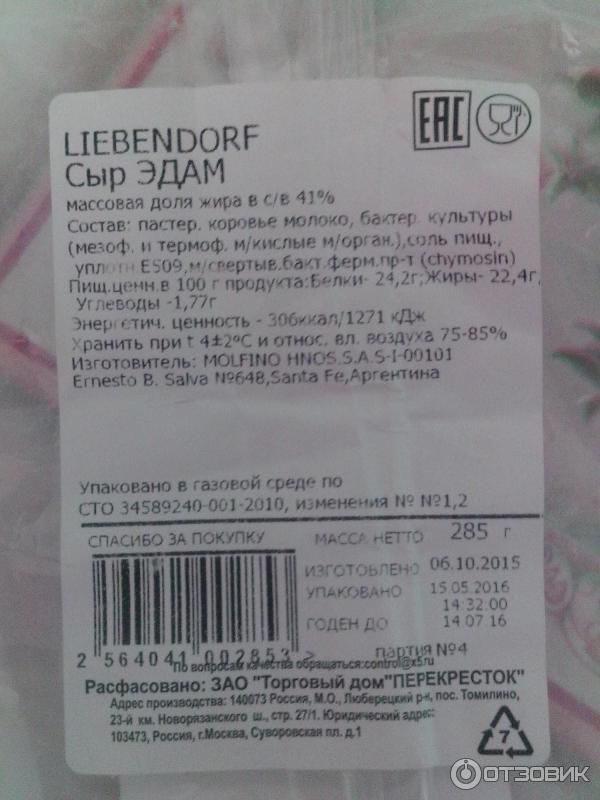 EAC
LIEBENDORF
Сыр ЭДАМ
массовая доля жира в с/в 41%
Состав: пастер. коровье молоко, бактер. культуры
(мезоф. и термоф. м/кислые м/орган.),соль пищ.,
уплотн.E509,м/свертыв.бакт.ферм.пр-т (chymosin)
Пищ.ценн.в 100 г продукта:Белки- 24,2г;Жиры- 22,4г,
Углеводы -1,77г
Энергетич. ценность - 306ккал/1271 кДж
Хранить при t 4±2°C и относ. вл. воздуха 75-85%
Изготовитель: MOLFINO HNOS.S.A.S-I-00101
Ernesto B. Salva №648,Santa Fe,Аргентина
Упаковано в газовой среде по
СТО 34589240-001-2010, изменения № №1,2
СПАСИБО ЗА ПОКУПКУ
МАССА НЕТТО 285 г
ИЗГОТОВЛЕНО 06.10.2015
УПАКОВАНО 15.05.2016
14:32:00
ГОДЕН ДО 14.07.16
2 564041 002853 >
партия №4
По вопросам качества обращаться:control@x5.ru
Расфасовано: ЗАО "Торговый дом"ПЕРЕКРЕСТОК"
Адрес производства: 140073 Россия, М.О., Люберецкий р-н, пос. Томилино,
23-й км. Новорязанского ш., стр. 27/1. Юридический адрес:
103473, Россия, г.Москва, Суворовская пл. д.1
7
ОТЗОВИК